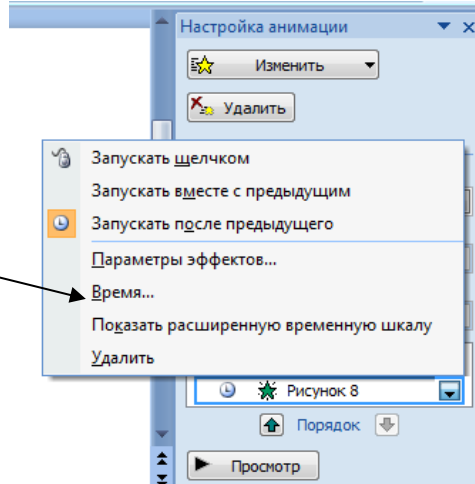 Настройка анимации
Изменить
Удалить
Запускать щелчком
Запускать вместе с предыдущим
Запускать после предыдущего
Параметры эффектов...
Время...
Показать расширенную временную шкалу
Удалить
Рисунок 8
Порядок
Просмотр